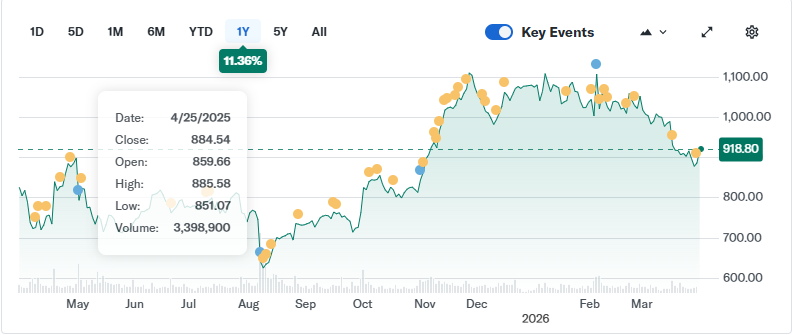 1D 5D 1M 6M YTD 1Y 5Y All Key Events
11.36%
Date: 4/25/2025
Close: 884.54
Open: 859.66
High: 885.58
Low: 851.07
Volume: 3,398,900
1,100.00
1,000.00
918.80
800.00
700.00
600.00
May Jun Jul Aug Sep Oct Nov Dec Feb Mar
2026